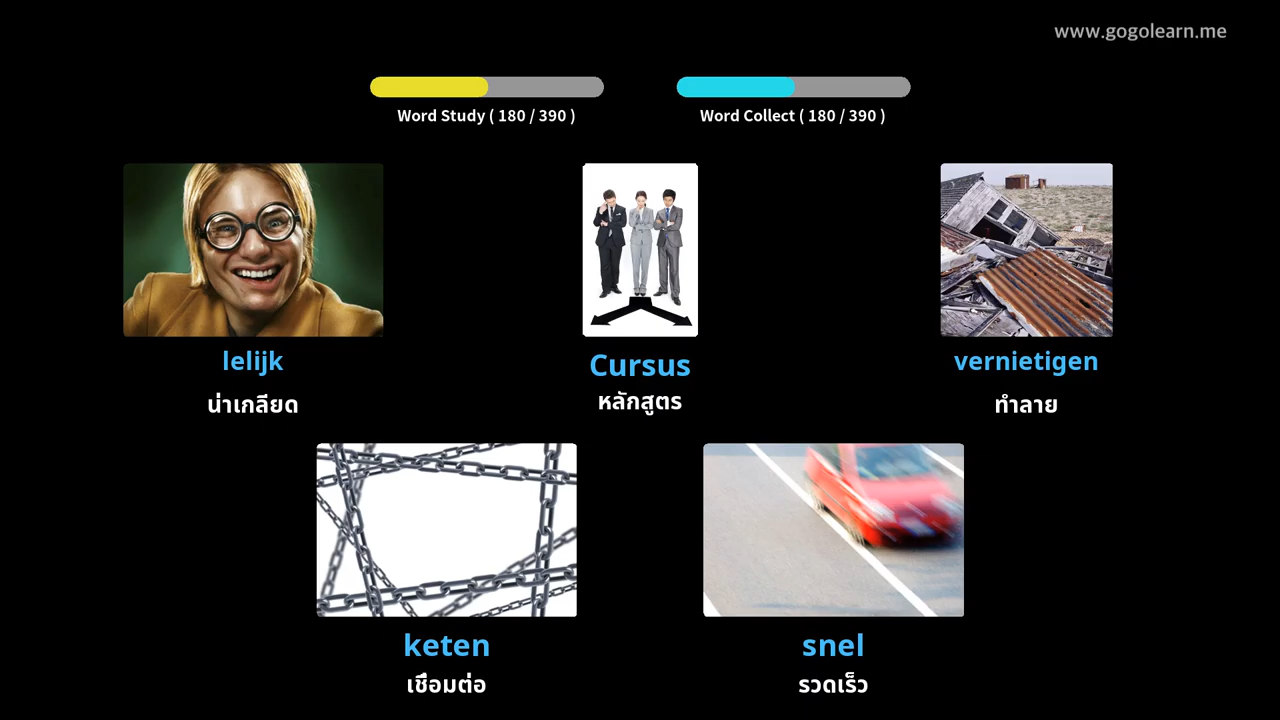 www.gogolearn.me
Word Study ( 180 / 390 )
Word Collect ( 180 / 390 )
lelijk
น่าเกลียด
Cursus
หลักสูตร
vernietigen
ทำลาย
keten
เชื่อมต่อ
snel
รวดเร็ว